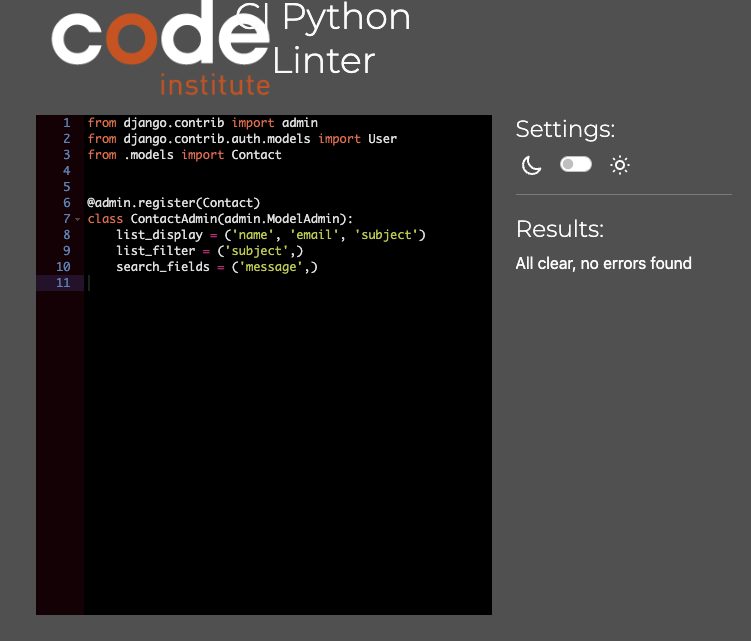 code
institute
CI Python
Linter
1 from django.contrib import admin
2 from django.contrib.auth.models import User
3 from .models import Contact
4
5
6 @admin.register(Contact)
7 class ContactAdmin(admin.ModelAdmin):
8     list_display = ('name', 'email', 'subject')
9     list_filter = ('subject',)
10     search_fields = ('message',)
11
Settings:
Results:
All clear, no errors found